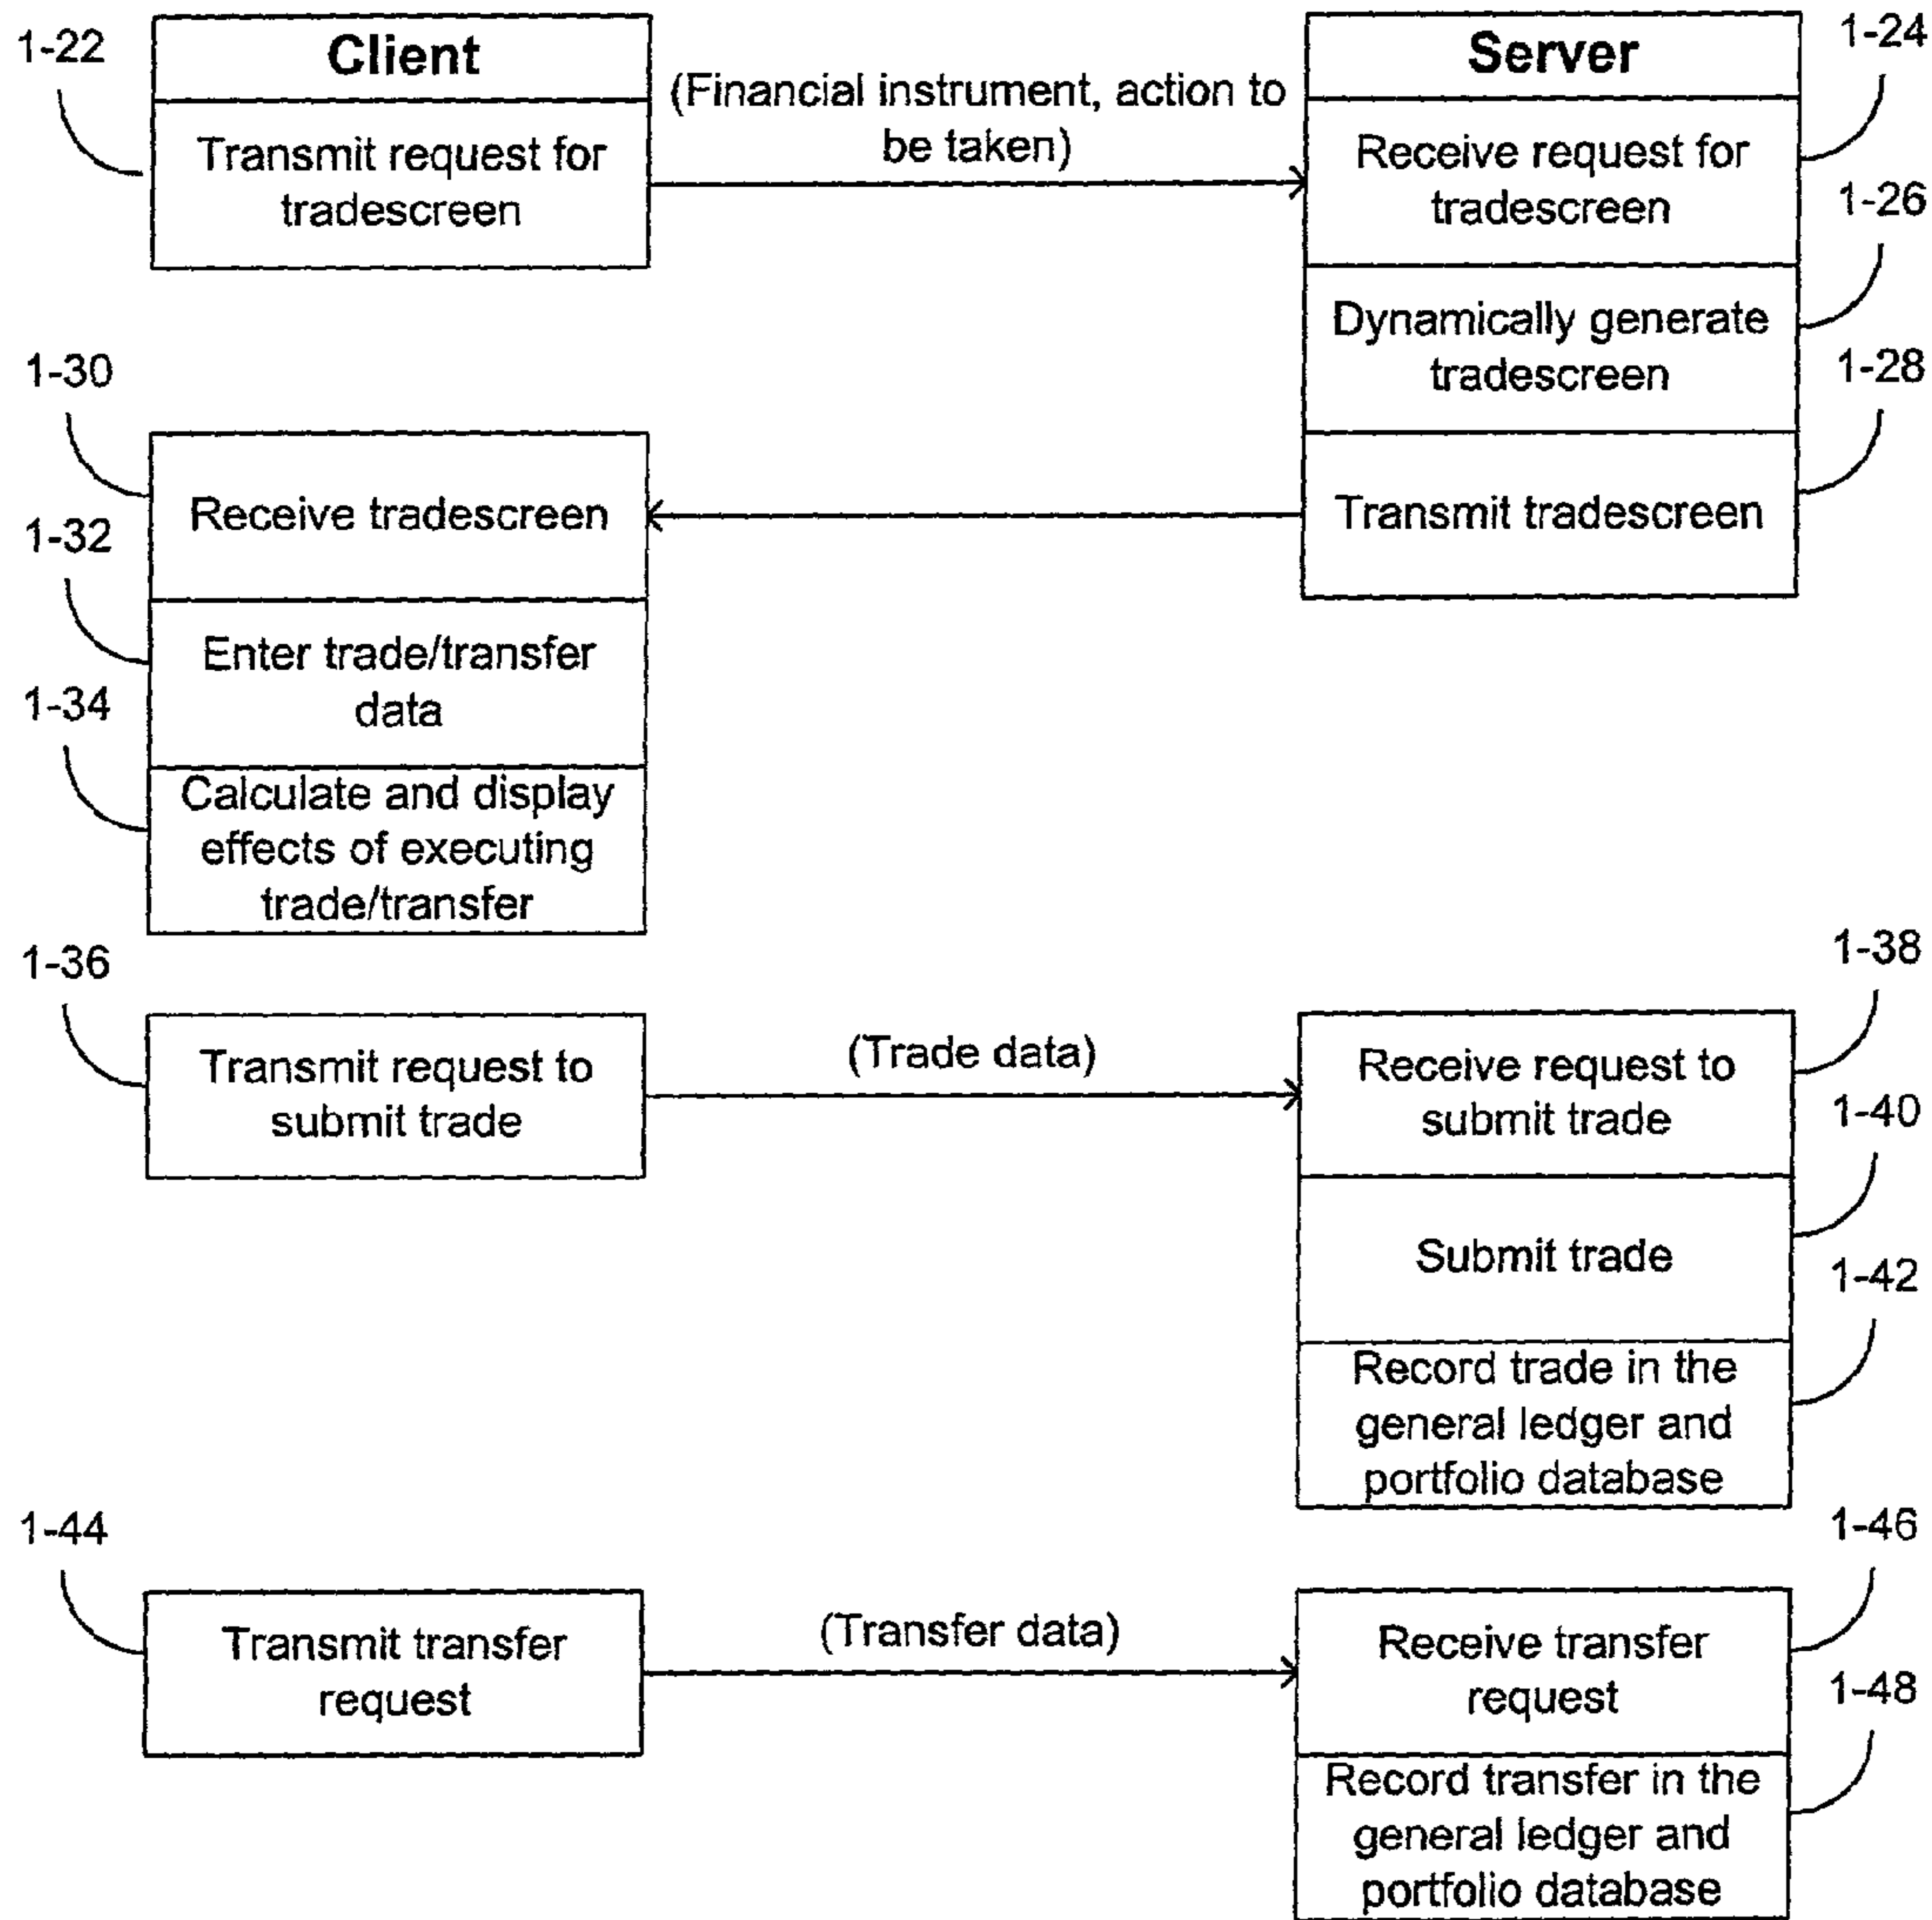 1-22
Client
Transmit request for
tradescreen
(Financial instrument, action to
be taken)
Server
1-24
Receive request for
tradescreen
1-26
Dynamically generate
tradescreen
1-28
Transmit tradescreen
1-30
Receive tradescreen
1-32
Enter trade/transfer
data
1-34
Calculate and display
effects of executing
trade/transfer
1-36
Transmit request to
submit trade
(Trade data)
1-38
Receive request to
submit trade
1-40
Submit trade
1-42
Record trade in the
general ledger and
portfolio database
1-44
Transmit transfer
request
(Transfer data)
1-46
Receive transfer
request
1-48
Record transfer in the
general ledger and
portfolio database